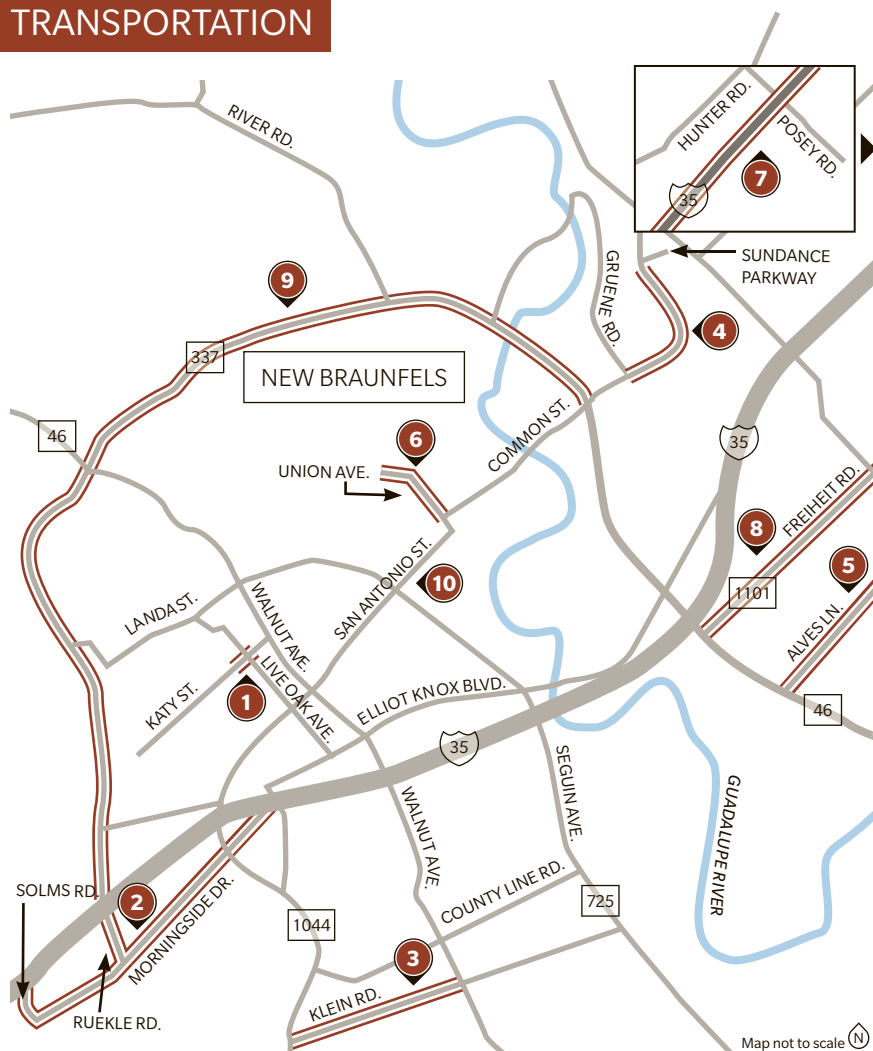 TRANSPORTATION
RIVER RD.
HUNTER RD.
POSEY RD.
7
35
SUNDANCE
PARKWAY
GRUENE RD.
9
4
337
NEW BRAUNFELS
46
6
COMMON ST.
35
UNION AVE.
FREIHEIT RD.
8
5
SAN ANTONIO ST.
10
1101
LANDA ST.
WALNUT AVE.
ALVES LN.
LIVE OAK AVE.
KATY ST.
1
ELLIOT KNOX BLVD.
46
35
SEGUIN AVE.
GUADALUPE RIVER
WALNUT AVE.
SOLMS RD.
2
MORNINGSIDE DR.
COUNTY LINE RD.
725
1044
3
KLEIN RD.
RUEKLE RD.
Map not to scale
N